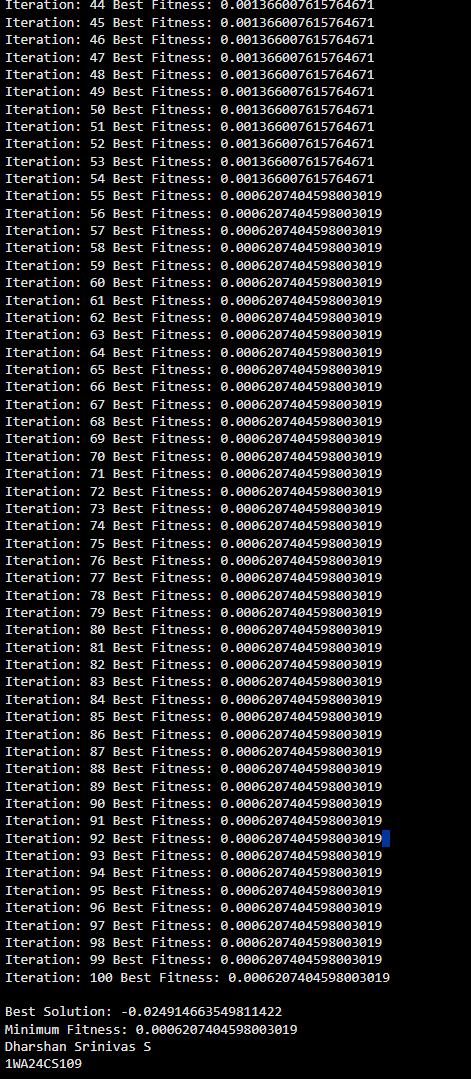 Iteration: 44 Best Fitness: 0.001366007615764671
Iteration: 45 Best Fitness: 0.001366007615764671
Iteration: 46 Best Fitness: 0.001366007615764671
Iteration: 47 Best Fitness: 0.001366007615764671
Iteration: 48 Best Fitness: 0.001366007615764671
Iteration: 49 Best Fitness: 0.001366007615764671
Iteration: 50 Best Fitness: 0.001366007615764671
Iteration: 51 Best Fitness: 0.001366007615764671
Iteration: 52 Best Fitness: 0.001366007615764671
Iteration: 53 Best Fitness: 0.001366007615764671
Iteration: 54 Best Fitness: 0.001366007615764671
Iteration: 55 Best Fitness: 0.0006207404598003019
Iteration: 56 Best Fitness: 0.0006207404598003019
Iteration: 57 Best Fitness: 0.0006207404598003019
Iteration: 58 Best Fitness: 0.0006207404598003019
Iteration: 59 Best Fitness: 0.0006207404598003019
Iteration: 60 Best Fitness: 0.0006207404598003019
Iteration: 61 Best Fitness: 0.0006207404598003019
Iteration: 62 Best Fitness: 0.0006207404598003019
Iteration: 63 Best Fitness: 0.0006207404598003019
Iteration: 64 Best Fitness: 0.0006207404598003019
Iteration: 65 Best Fitness: 0.0006207404598003019
Iteration: 66 Best Fitness: 0.0006207404598003019
Iteration: 67 Best Fitness: 0.0006207404598003019
Iteration: 68 Best Fitness: 0.0006207404598003019
Iteration: 69 Best Fitness: 0.0006207404598003019
Iteration: 70 Best Fitness: 0.0006207404598003019
Iteration: 71 Best Fitness: 0.0006207404598003019
Iteration: 72 Best Fitness: 0.0006207404598003019
Iteration: 73 Best Fitness: 0.0006207404598003019
Iteration: 74 Best Fitness: 0.0006207404598003019
Iteration: 75 Best Fitness: 0.0006207404598003019
Iteration: 76 Best Fitness: 0.0006207404598003019
Iteration: 77 Best Fitness: 0.0006207404598003019
Iteration: 78 Best Fitness: 0.0006207404598003019
Iteration: 79 Best Fitness: 0.0006207404598003019
Iteration: 80 Best Fitness: 0.0006207404598003019
Iteration: 81 Best Fitness: 0.0006207404598003019
Iteration: 82 Best Fitness: 0.0006207404598003019
Iteration: 83 Best Fitness: 0.0006207404598003019
Iteration: 84 Best Fitness: 0.0006207404598003019
Iteration: 85 Best Fitness: 0.0006207404598003019
Iteration: 86 Best Fitness: 0.0006207404598003019
Iteration: 87 Best Fitness: 0.0006207404598003019
Iteration: 88 Best Fitness: 0.0006207404598003019
Iteration: 89 Best Fitness: 0.0006207404598003019
Iteration: 90 Best Fitness: 0.0006207404598003019
Iteration: 91 Best Fitness: 0.0006207404598003019
Iteration: 92 Best Fitness: 0.0006207404598003019
Iteration: 93 Best Fitness: 0.0006207404598003019
Iteration: 94 Best Fitness: 0.0006207404598003019
Iteration: 95 Best Fitness: 0.0006207404598003019
Iteration: 96 Best Fitness: 0.0006207404598003019
Iteration: 97 Best Fitness: 0.0006207404598003019
Iteration: 98 Best Fitness: 0.0006207404598003019
Iteration: 99 Best Fitness: 0.0006207404598003019
Iteration: 100 Best Fitness: 0.0006207404598003019
Best Solution: -0.024914663549811422
Minimum Fitness: 0.0006207404598003019
Dharshan Srinivas S
1WA24CS109